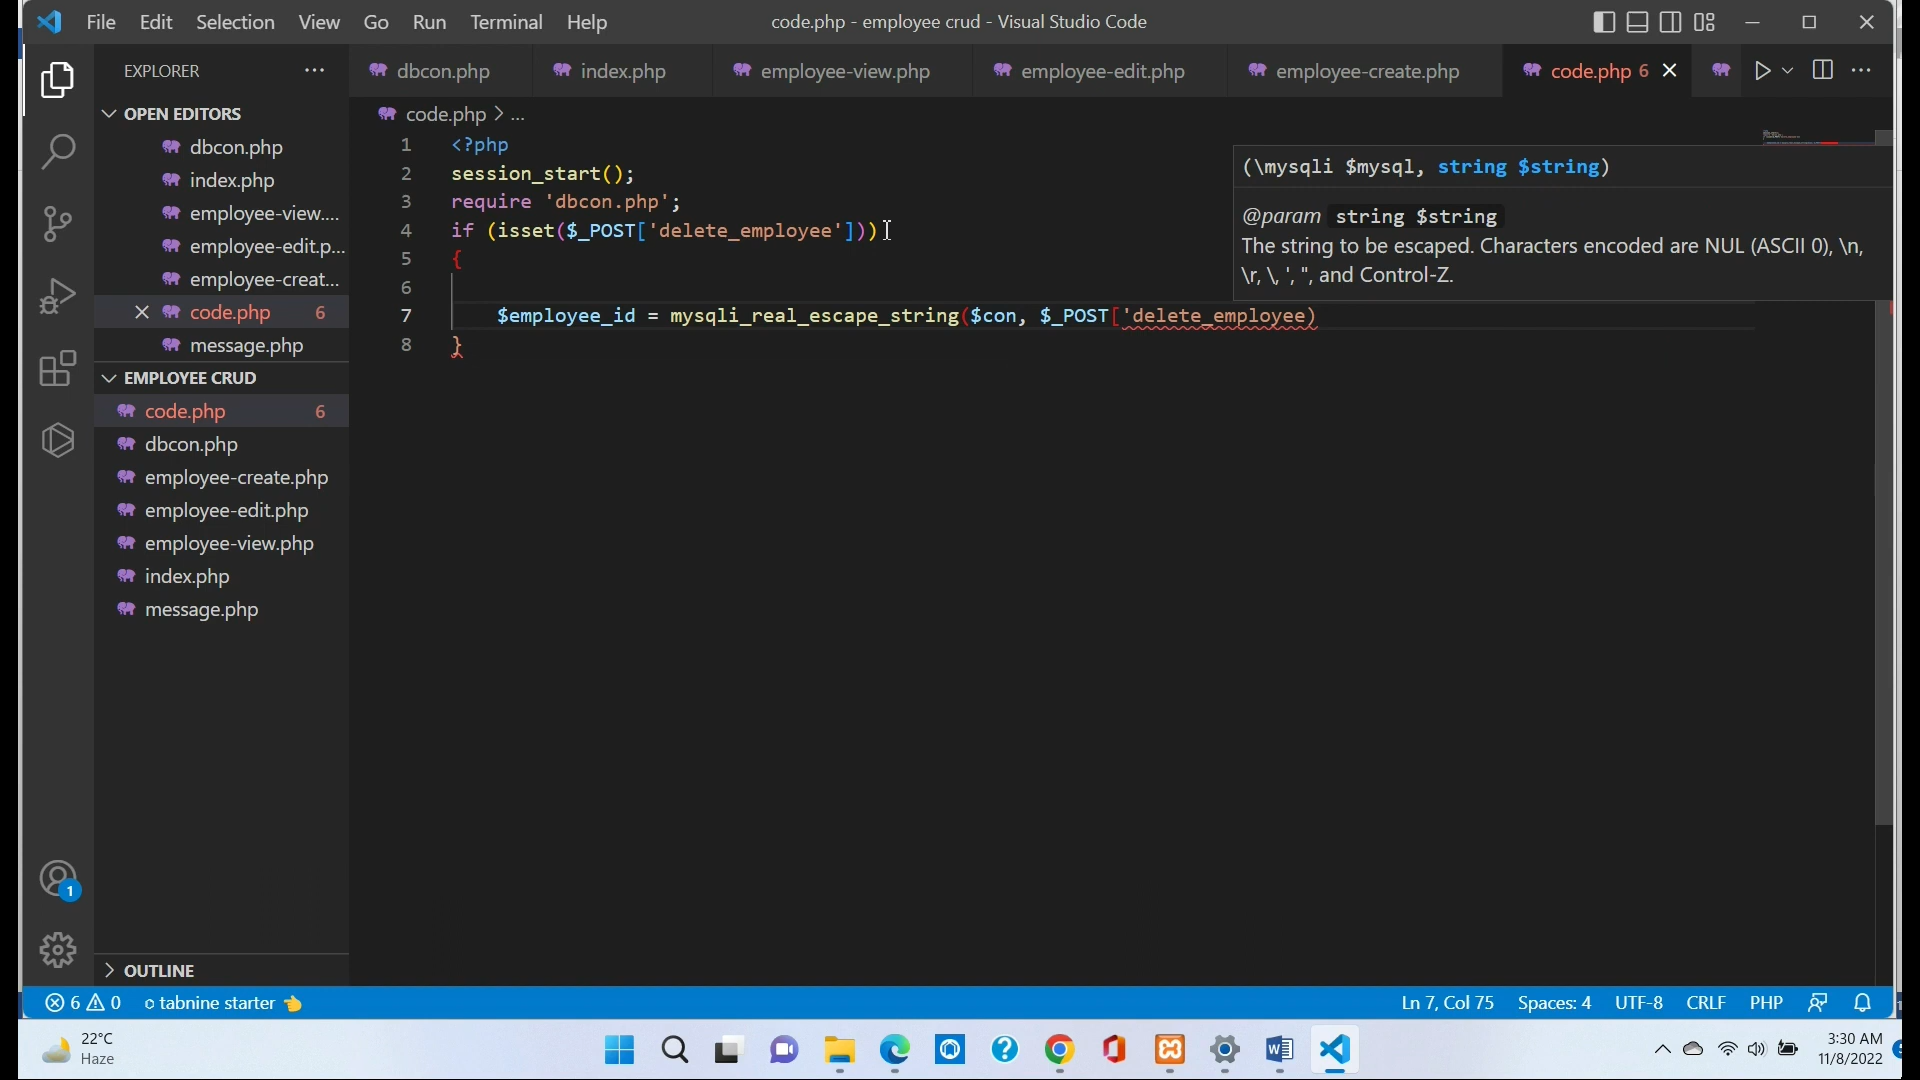 File Edit Selection View Go Run Terminal Help
code.php - employee crud - Visual Studio Code
EXPLORER
dbcon.php
index.php
employee-view.php
employee-edit.php
employee-create.php
code.php 6
OPEN EDITORS
dbcon.php
index.php
employee-view....
employee-edit.p...
employee-creat...
code.php 6
message.php
EMPLOYEE CRUD
code.php 6
dbcon.php
employee-create.php
employee-edit.php
employee-view.php
index.php
message.php
OUTLINE
code.php > ...
1 <?php
2 session_start();
3 require 'dbcon.php';
4 if (isset($_POST['delete_employee']))
5 {
6
7 $employee_id = mysqli_real_escape_string($con, $_POST['delete_employee)
8 }
(\mysqli $mysql, string $string)
@param string $string
The string to be escaped. Characters encoded are NUL (ASCII 0), \n,
\r, \, ', ", and Control-Z.
1
6 0 tabnine starter
Ln 7, Col 75 Spaces: 4 UTF-8 CRLF PHP
22°C
Haze
3:30 AM
11/8/2022